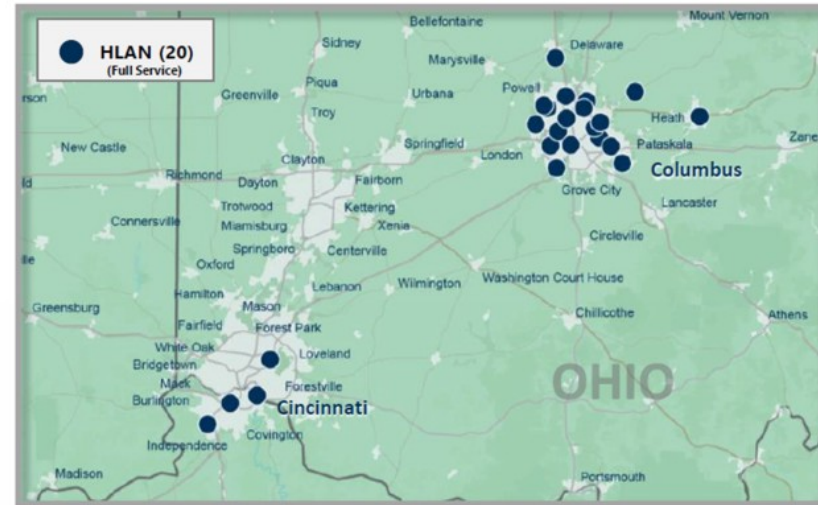 Bellefontaine
Mount Vernon
HLAN (20)
(Full Service)
Sidney
Delaware
Marysville
Powell
Piqua
Urbana
Greenville
Heath
Troy
New Castle
Springfield
Pataskala
Clayton
London
Columbus
Richmond
Dayton
Fairborn
Grove City
Trotwood
Kettering
Lancaster
Connersville
Miamisburg
Xenia
Circleville
Springboro
Centerville
Oxford
Wilmington
Washington Court House
Lebanon
Hamilton
Mason
Greensburg
Chillicothe
Athens
Fairfield
Forest Park
White Oak
Loveland
Bridgetown
OHIO
Mack
Forestville
Burlington
Cincinnati
Covington
Independence
Madison
Portsmouth